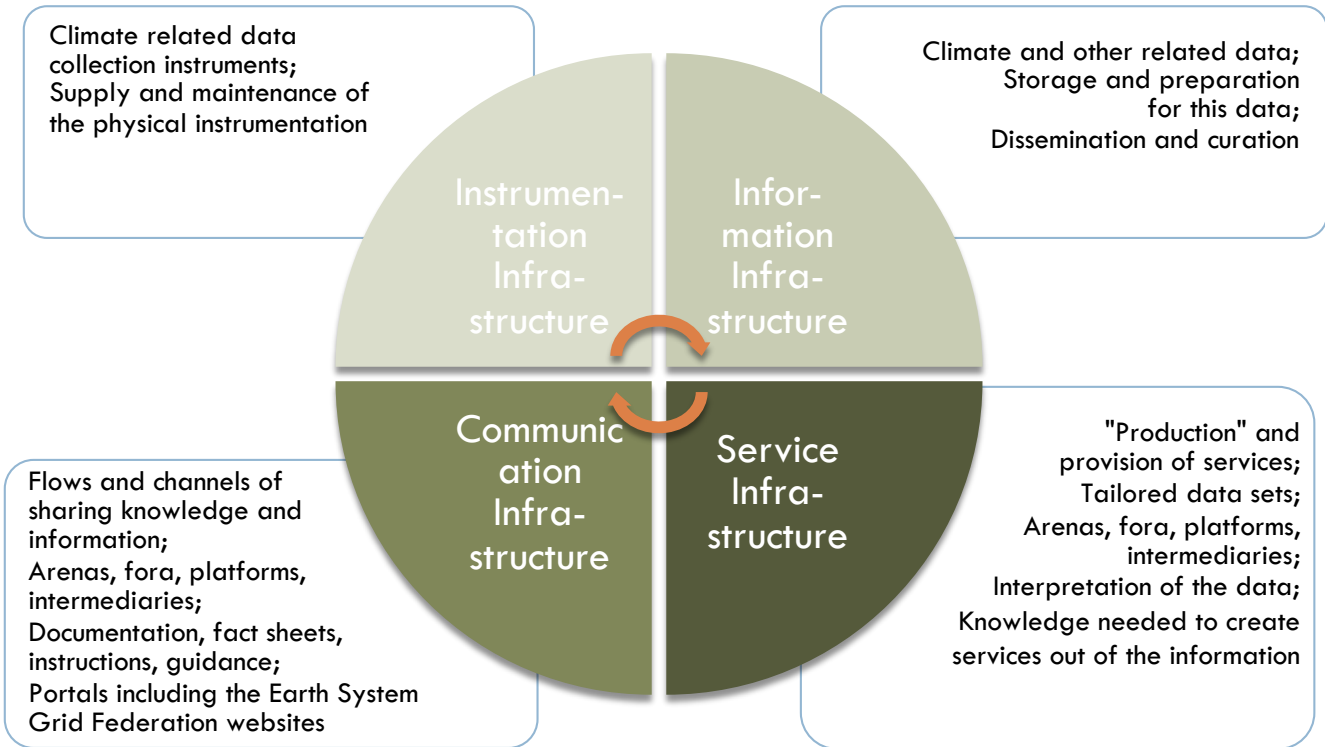 Climate related data
collection instruments;
Supply and maintenance of
the physical instrumentation
Climate and other related data;
Storage and preparation
for this data;
Dissemination and curation
Instrumen-
tation
Infra-
structure
Infor-
mation
Infra-
structure
Communic
ation
Infra-
structure
Service
Infra-
structure
Flows and channels of
sharing knowledge and
information;
Arenas, fora, platforms,
intermediaries;
Documentation, fact sheets,
instructions, guidance;
Portals including the Earth System
Grid Federation websites
"Production" and
provision of services;
Tailored data sets;
Arenas, fora, platforms,
intermediaries;
Interpretation of the data;
Knowledge needed to create
services out of the information